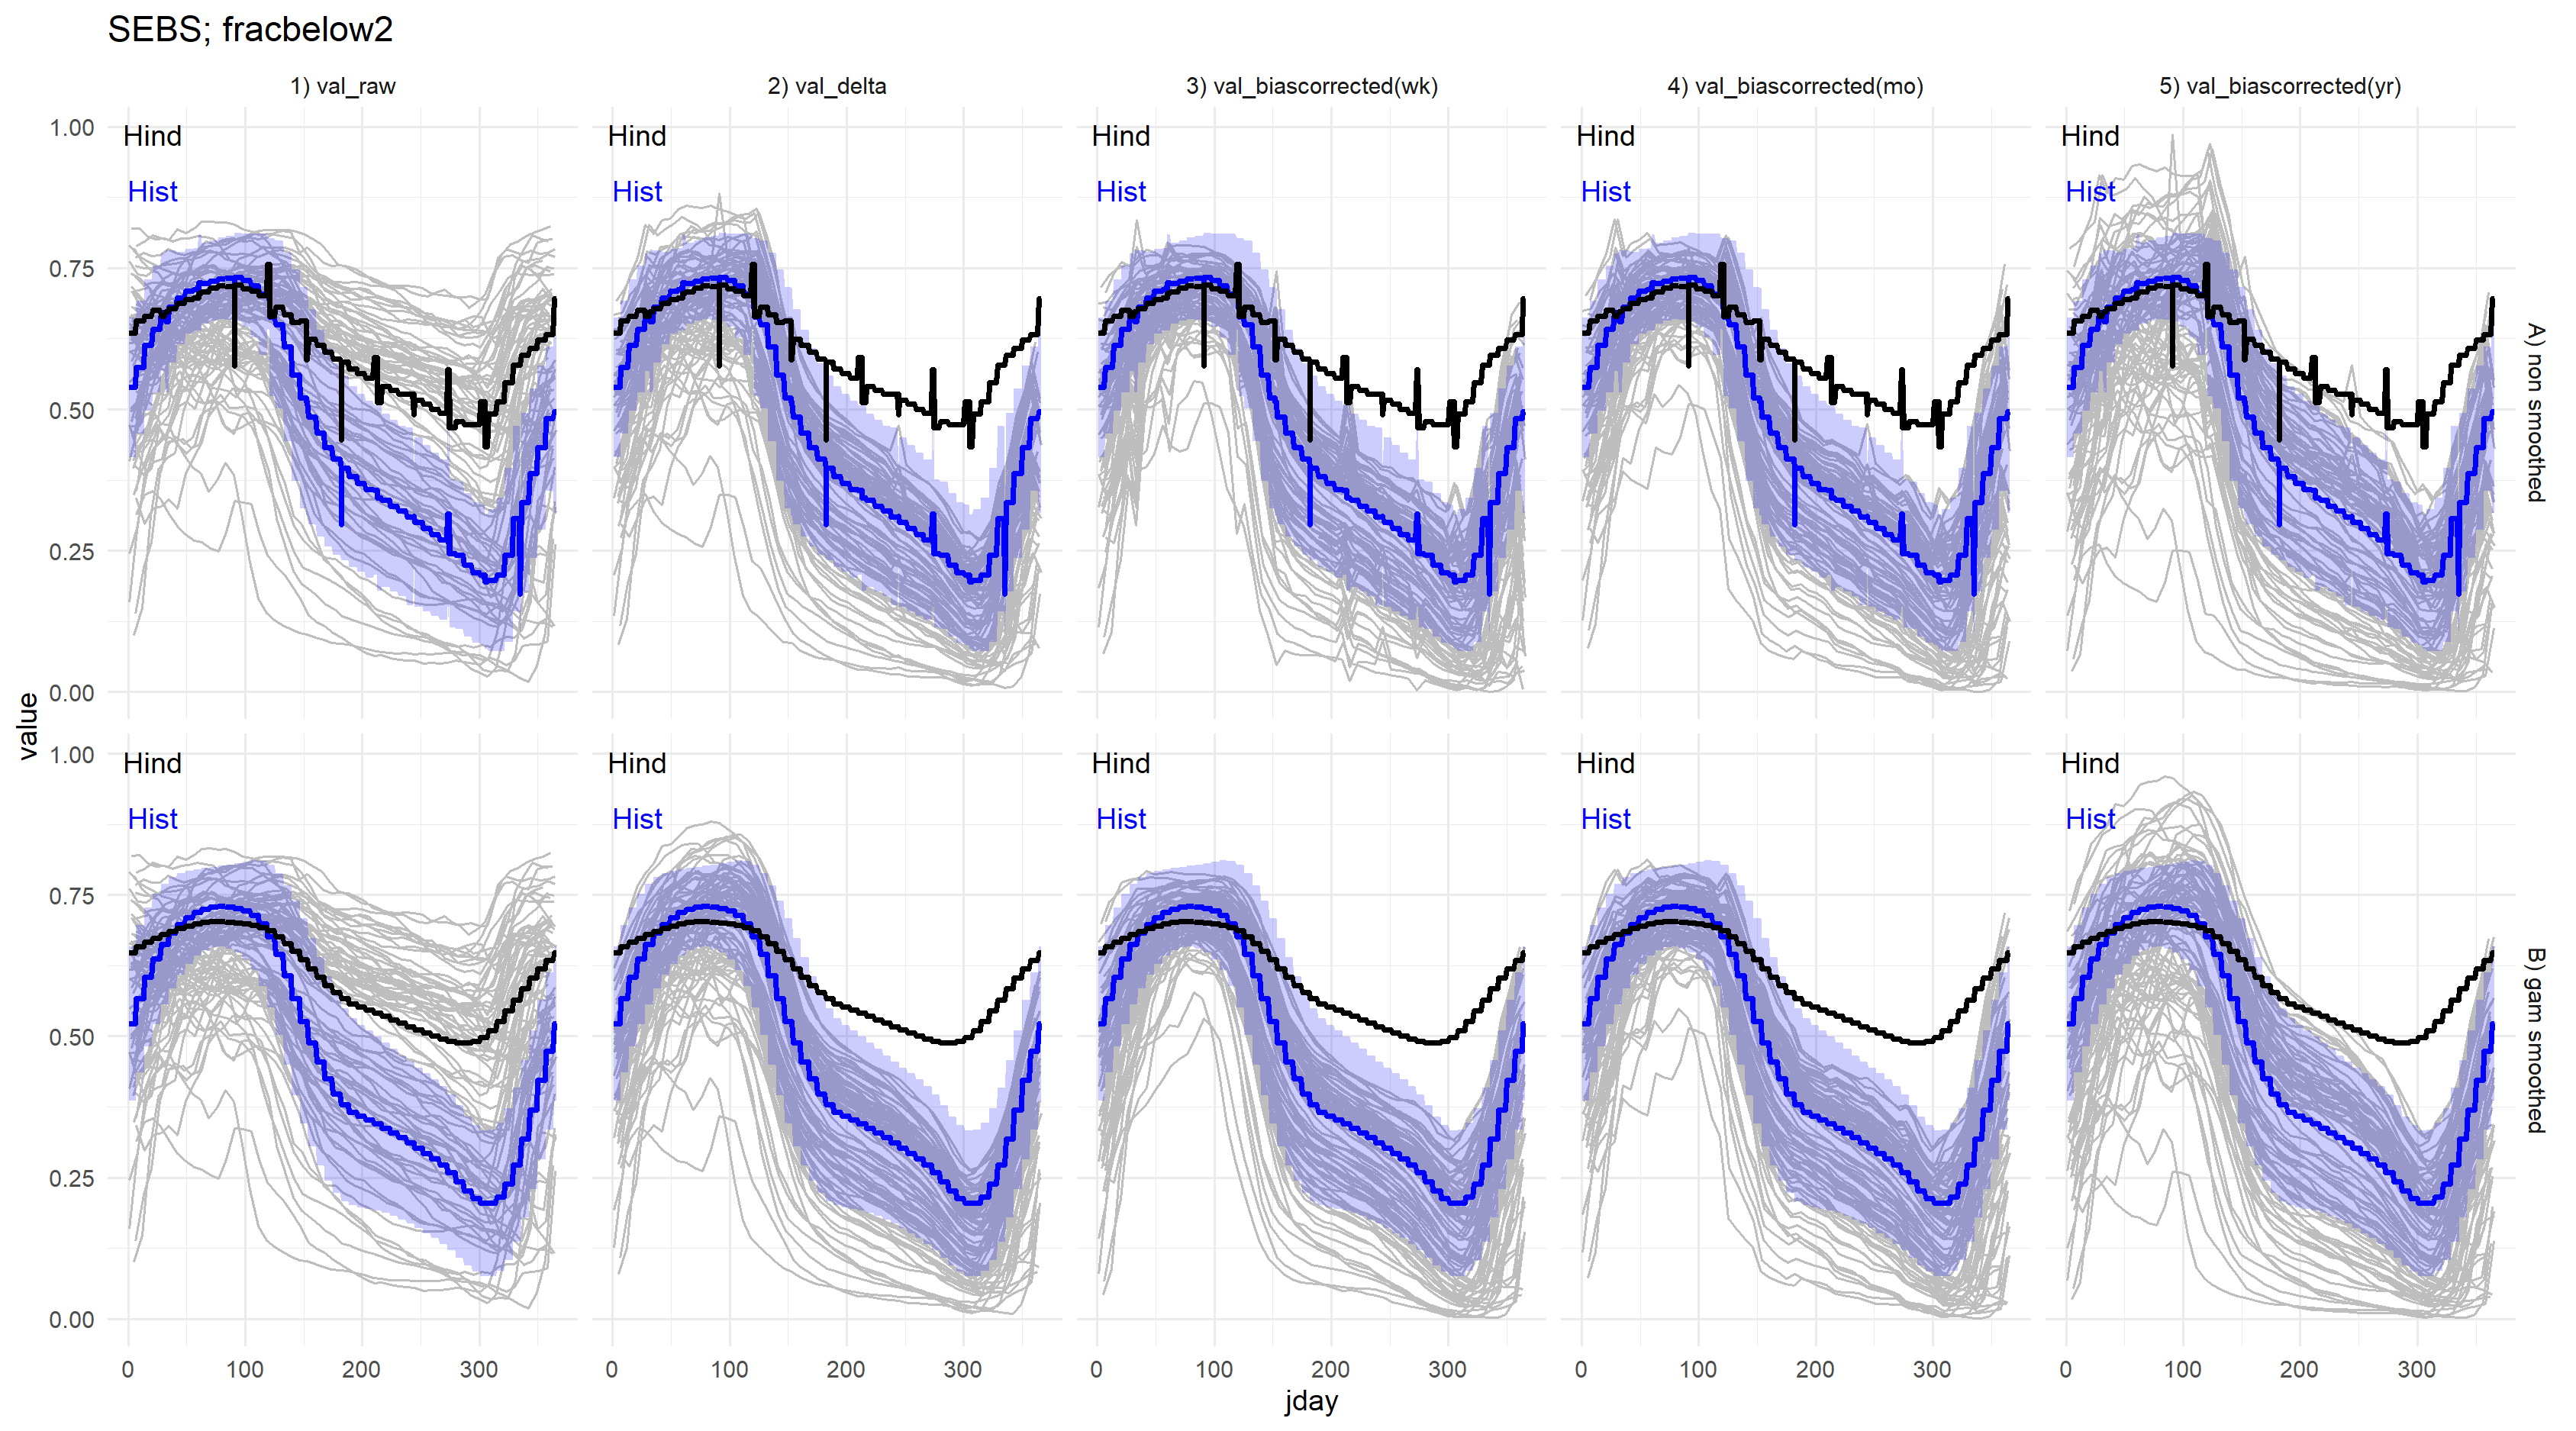 SEBS; fracbelow2
1) val_raw
2) val_delta
3) val_biascorrected(wk)
4) val_biascorrected(mo)
5) val_biascorrected(yr)
1.00
0.75
0.50
0.25
0.00
Hind
Hist
Hind
Hist
Hind
Hist
Hind
Hist
Hind
Hist
A) non smoothed
value
1.00
0.75
0.50
0.25
0.00
Hind
Hist
Hind
Hist
Hind
Hist
Hind
Hist
Hind
Hist
B) gam smoothed
0 100 200 300
0 100 200 300
0 100 200 300
0 100 200 300
0 100 200 300
jday